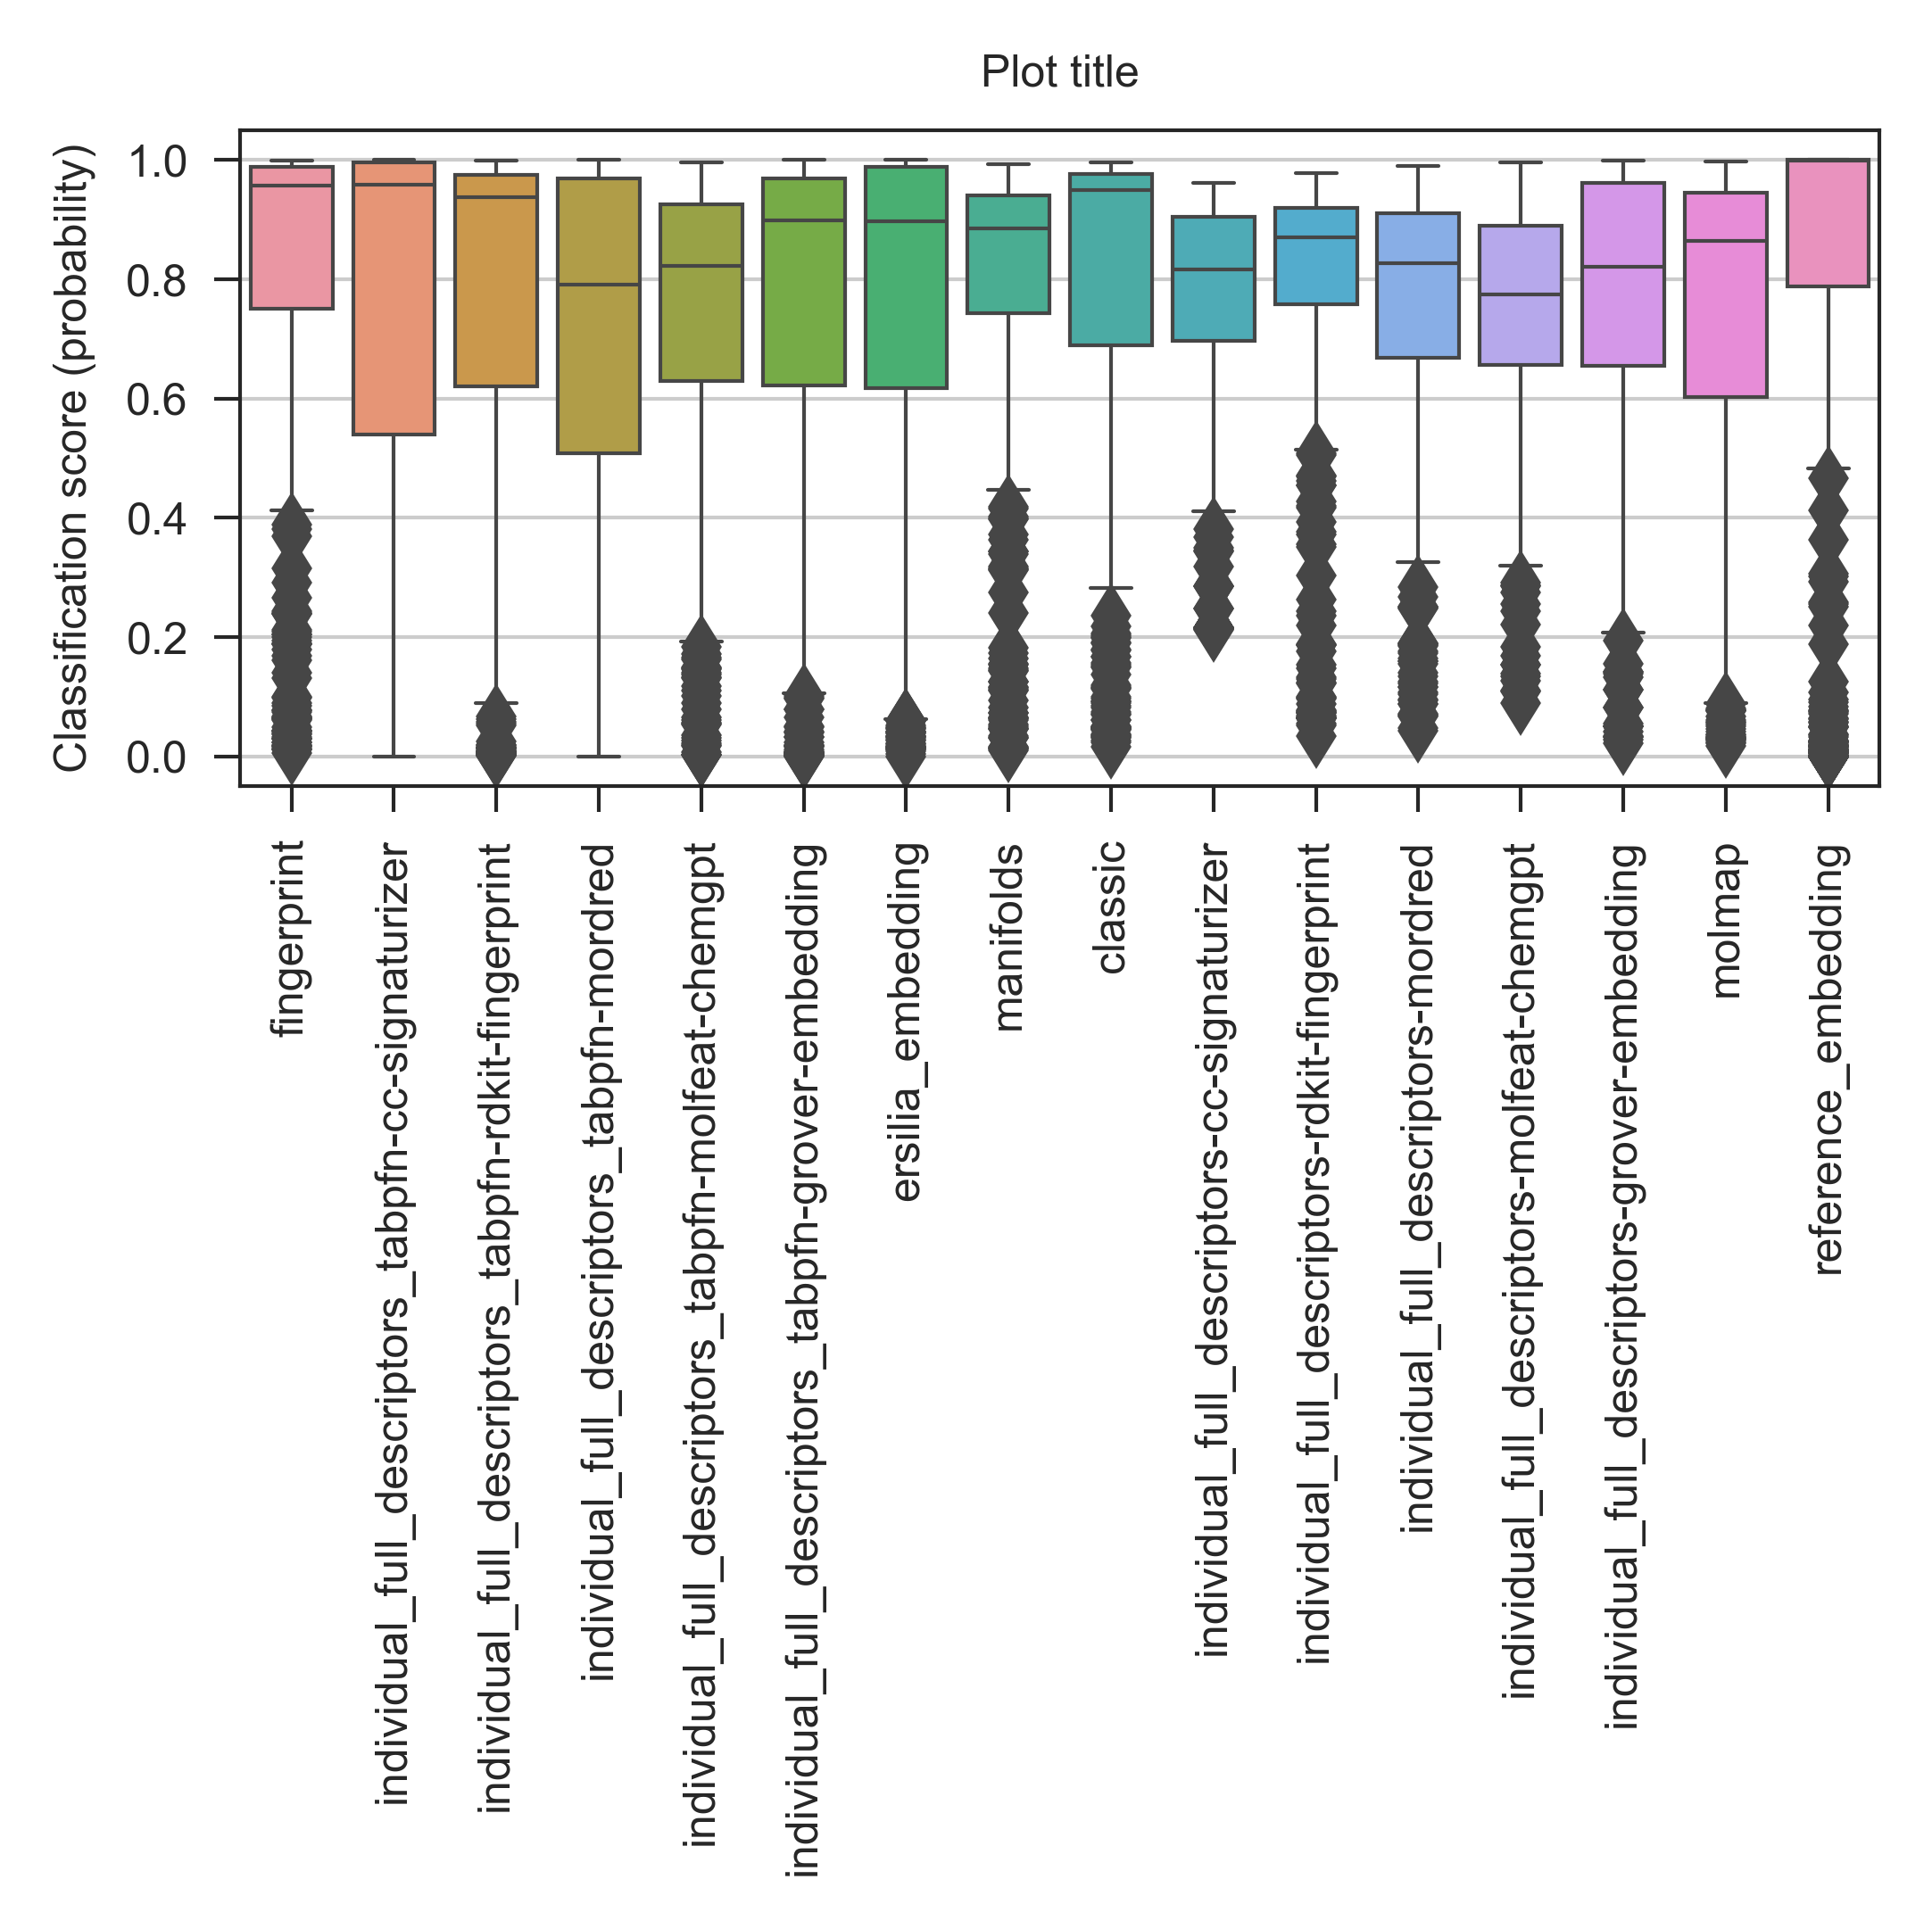 Plot title
Classification score (probability)
1.0
0.8
0.6
0.4
0.2
0.0
fingerprint
individual_full_descriptors_tabpfn-cc-signaturizer
individual_full_descriptors_tabpfn-rdkit-fingerprint
individual_full_descriptors_tabpfn-mordred
individual_full_descriptors_tabpfn-molfeat-chemgpt
individual_full_descriptors_tabpfn-grover-embedding
ersilia_embedding
manifolds
classic
individual_full_descriptors-cc-signaturizer
individual_full_descriptors-rdkit-fingerprint
individual_full_descriptors-mordred
individual_full_descriptors-molfeat-chemgpt
individual_full_descriptors-grover-embedding
molmap
reference_embedding